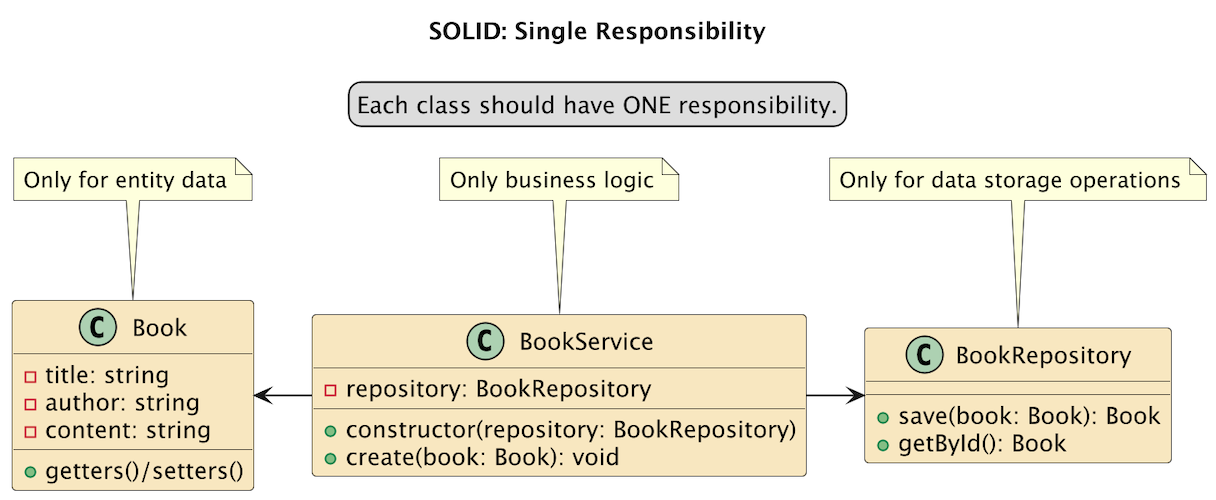 SOLID: Single Responsibility
Each class should have ONE responsibility.
Only for entity data
Only business logic
Only for data storage operations
C Book
title: string
author: string
content: string
getters()/setters()
C BookService
repository: BookRepository
constructor(repository: BookRepository)
create(book: Book): void
C BookRepository
save(book: Book): Book
getById(): Book